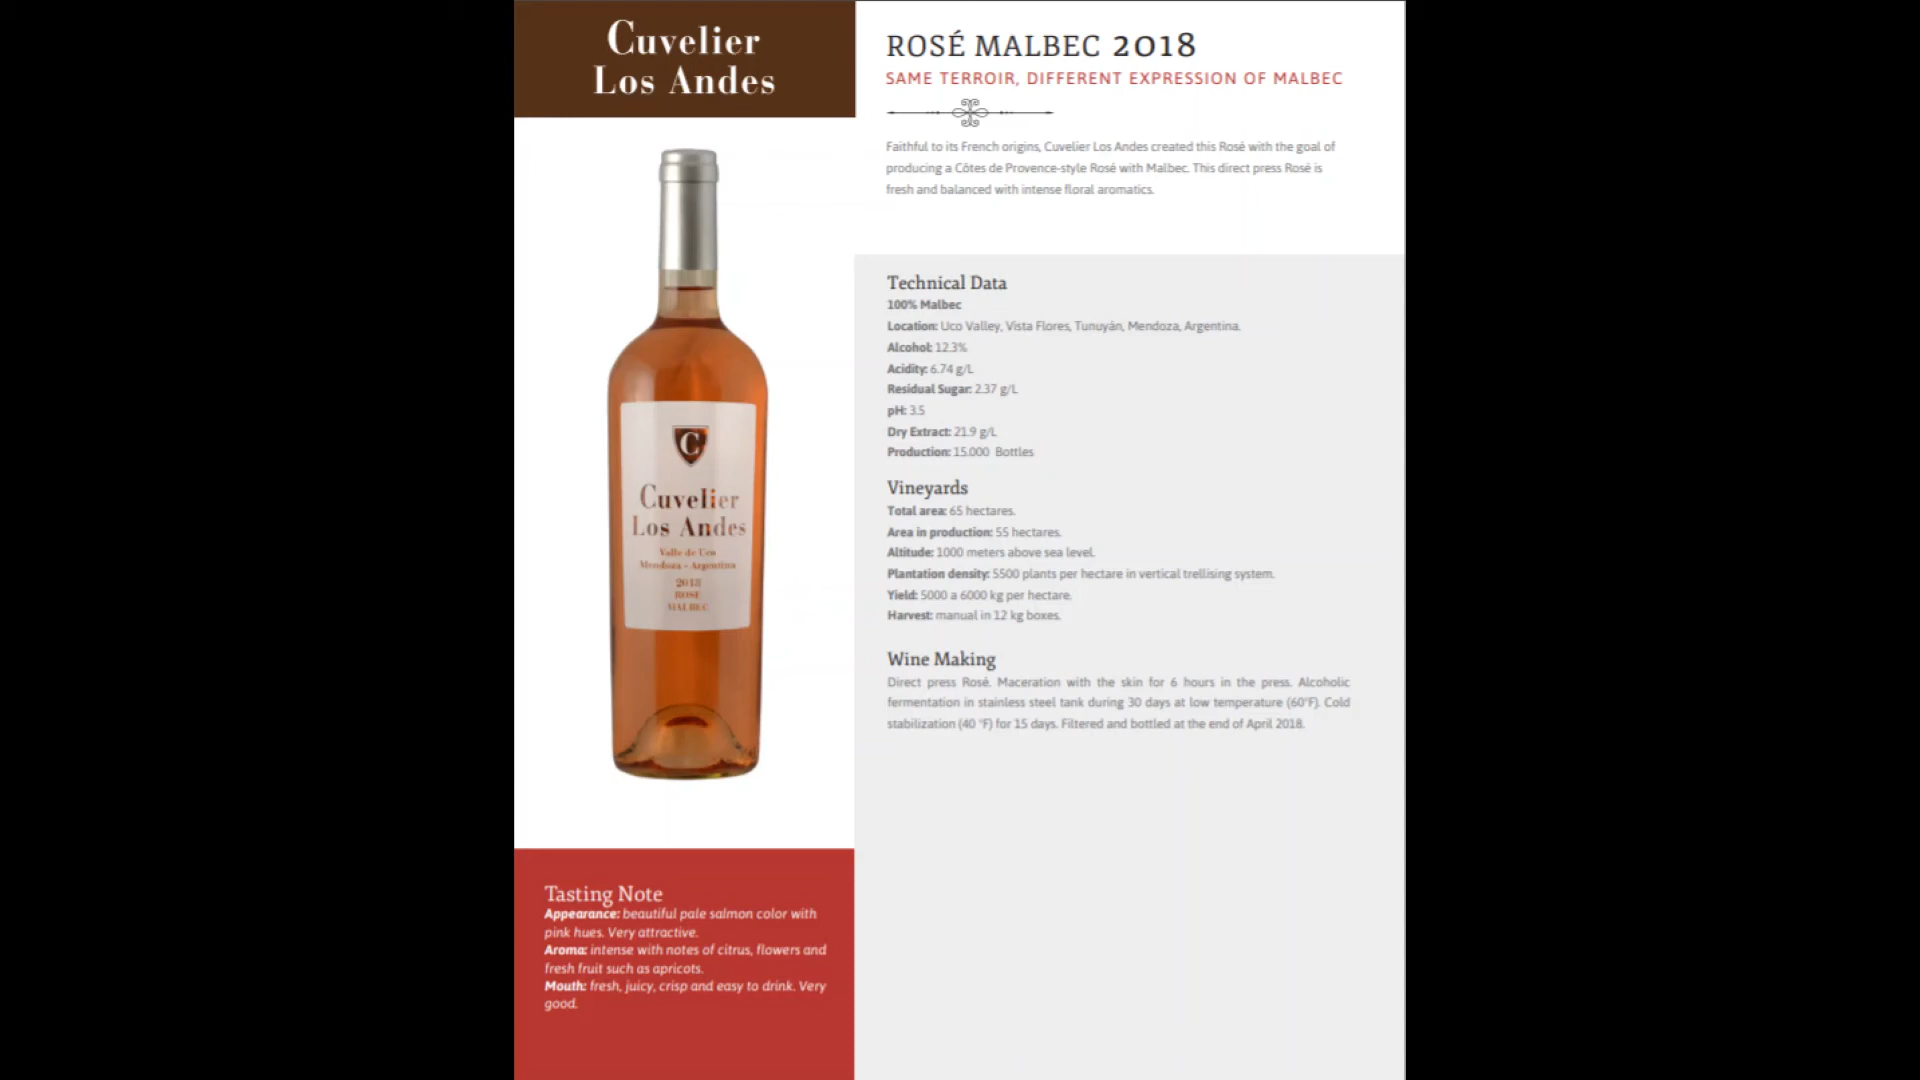 Cuvelier
Los Andes
ROSÉ MALBEC 2018
SAME TERROIR, DIFFERENT EXPRESSION OF MALBEC
Faithful to its French origins, Cuvelier Los Andes created this Rosé with the goal of
producing a Côtes de Provence-style Rosé with Malbec. This direct press Rosé is
fresh and balanced with intense floral aromatics.
C
Cuvelier
Los Andes
Valle de Uco
Mendoza - Argentina
2018
ROSE
MALBEC
Technical Data
100% Malbec
Location: Uco Valley, Vista Flores, Tunuyán, Mendoza, Argentina.
Alcohol: 12.3%
Acidity: 6.74 g/L
Residual Sugar: 2.37 g/L
pH: 3.5
Dry Extract: 21.9 g/L
Production: 15.000 Bottles
Vineyards
Total area: 65 hectares.
Area in production: 55 hectares.
Altitude: 1000 meters above sea level.
Plantation density: 5500 plants per hectare in vertical trellising system.
Yield: 5000 a 6000 kg per hectare.
Harvest: manual in 12 kg boxes.
Wine Making
Direct press Rosé. Maceration with the skin for 6 hours in the press. Alcoholic
fermentation in stainless steel tank during 30 days at low temperature (60°F). Cold
stabilization (40 °F) for 15 days. Filtered and bottled at the end of April 2018.
Tasting Note
Appearance: beautiful pale salmon color with
pink hues. Very attractive.
Aroma: intense with notes of citrus, flowers and
fresh fruit such as apricots.
Mouth: fresh, juicy, crisp and easy to drink. Very
good.